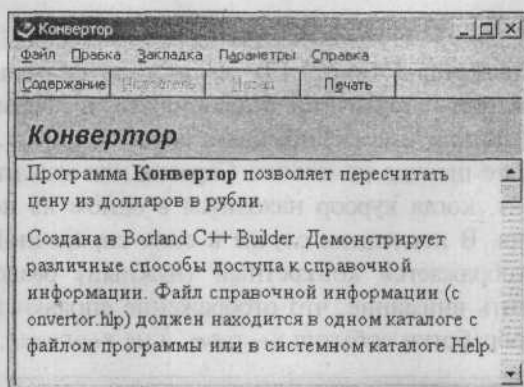 Конвертор
Файл Правка Закладка Параметры Справка
Содержание Указатель Назад Печать
Конвертор
Программа Конвертор позволяет пересчитать
цену из долларов в рубли.
Создана в Borland C++ Builder. Демонстрирует
различные способы доступа к справочной
информации. Файл справочной информации (с
onvertor.hlp) должен находится в одном каталоге с
файлом программы или в системном каталоге Help.